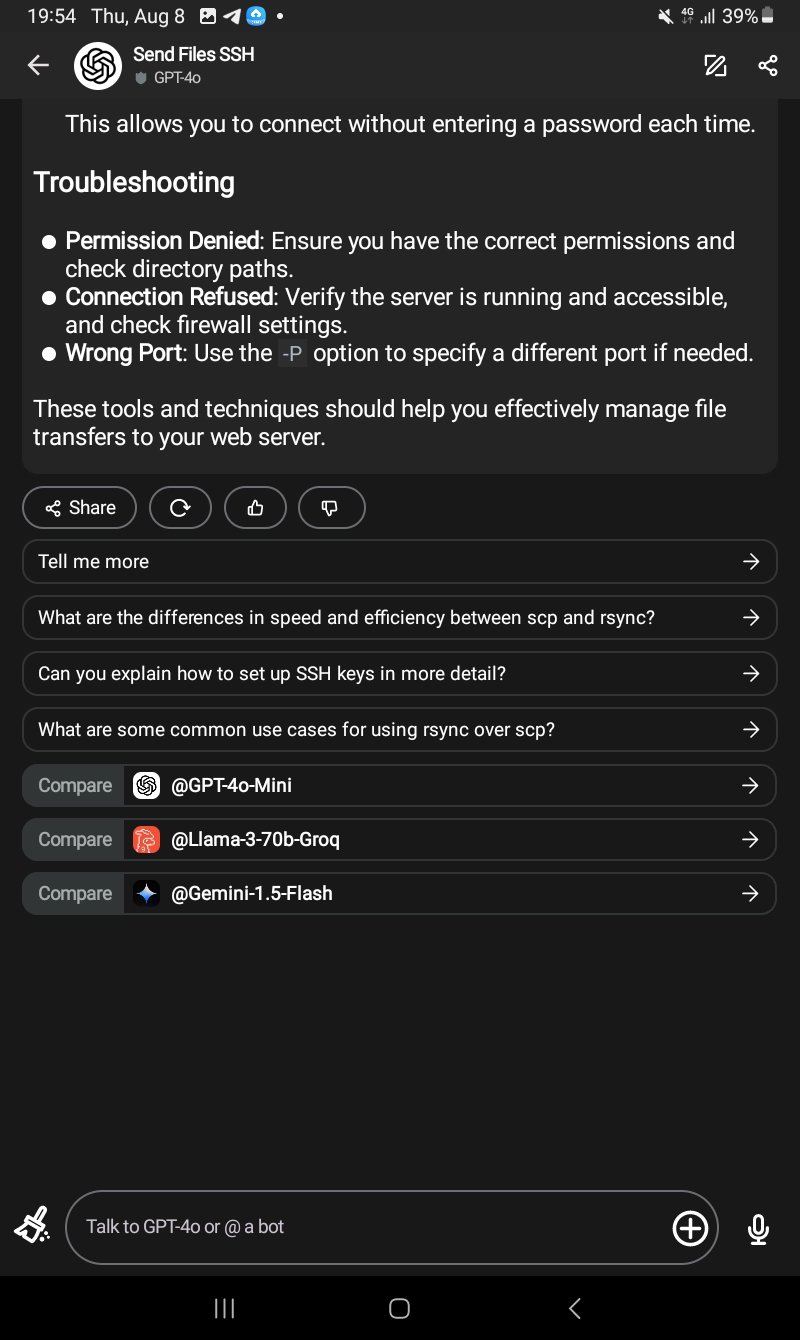 19:54 Thu, Aug 8
4G 39%
Send Files SSH
GPT-4o
This allows you to connect without entering a password each time.
Troubleshooting
Permission Denied: Ensure you have the correct permissions and
check directory paths.
Connection Refused: Verify the server is running and accessible,
and check firewall settings.
Wrong Port: Use the -P option to specify a different port if needed.
These tools and techniques should help you effectively manage file
transfers to your web server.
Share
Tell me more
What are the differences in speed and efficiency between scp and rsync?
Can you explain how to set up SSH keys in more detail?
What are some common use cases for using rsync over scp?
Compare @GPT-4o-Mini
Compare @Llama-3-70b-Groq
Compare @Gemini-1.5-Flash
Talk to GPT-4o or @ a bot